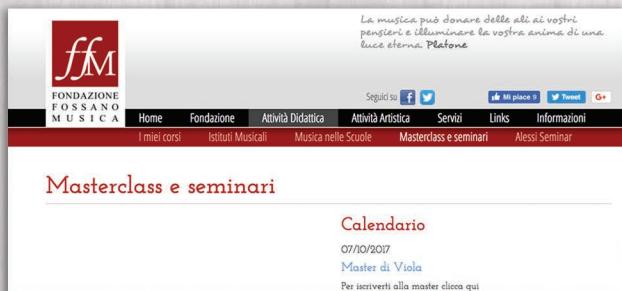 La musica può donare delle ali ai vostri
pensieri e illuminare la vostra anima di una
luce eterna. Platone
ffM
FONDAZIONE
FOSSANO
MUSICA
Seguici su
Mi piace 9
Tweet
G+
Home Fondazione Attività Didattica Attività Artistica Servizi Links Informazioni
I miei corsi Istituti Musicali Musica nelle Scuole Masterclass e seminari Alessi Seminar
Masterclass e seminari
Calendario
07/10/2017
Master di Viola
Per iscriverti alla master clicca qui